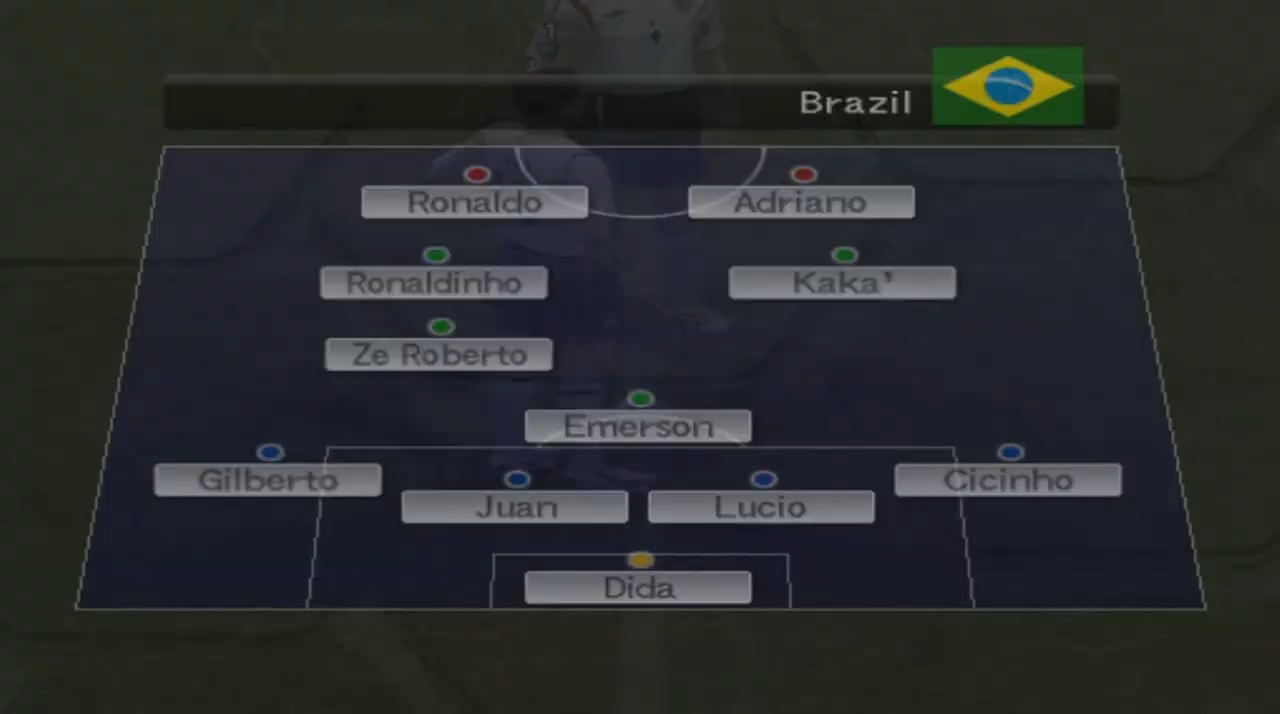 Brazil
Ronaldo
Adriano
Ronaldinho
Kaka'
Ze Roberto
Emerson
Gilberto
Cicinho
Juan
Lucio
Dida